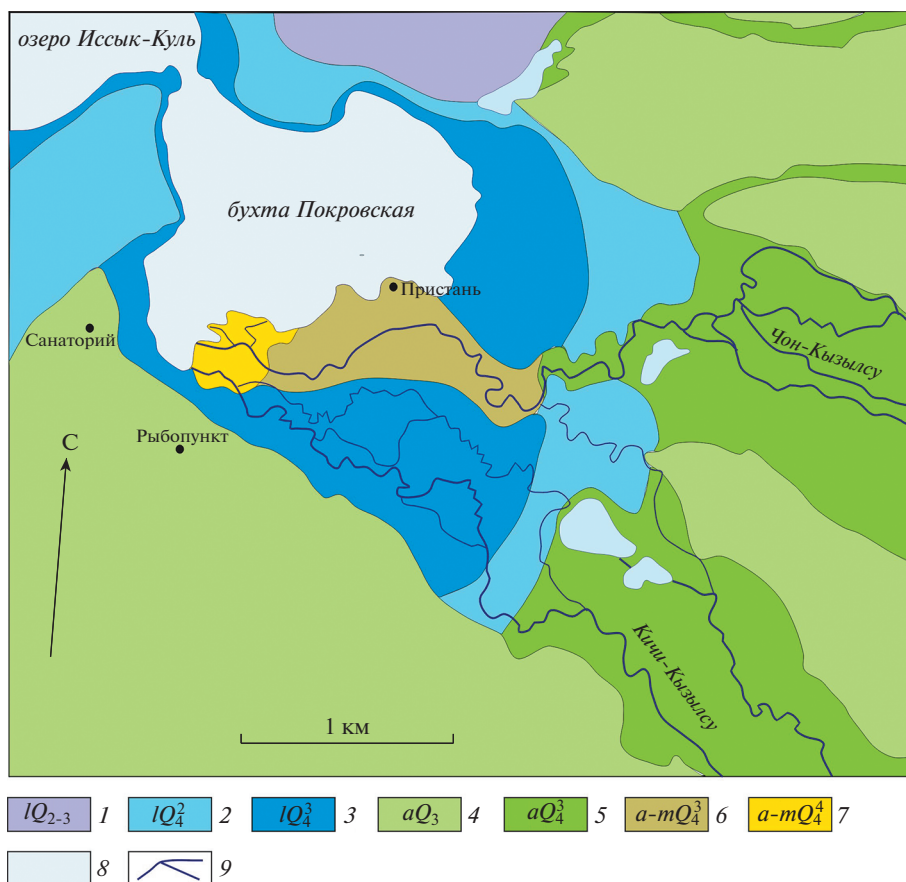 озеро Иссык-Куль
бухта Покровская
Пристань
Санаторий
Чон-Кызылсу
Рыбопункт
С
Кичи-Кызылсу
1 км
lQ₂₋₃ 1 lQ₄² 2 lQ₄³ 3 aQ₃ 4 aQ₄³ 5 a-mQ₄³ 6 a-mQ₄⁴ 7
8 9